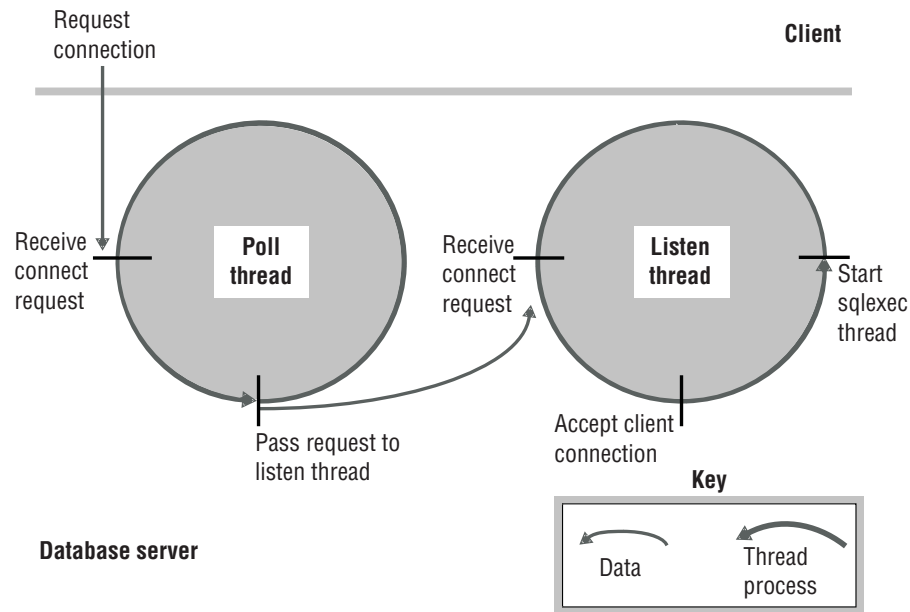 Request
connection
Client
Receive
connect
request
Poll
thread
Receive
connect
request
Listen
thread
Start
sqlexec
thread
Pass request to
listen thread
Accept client
connection
Key
Data
Thread
process
Database server